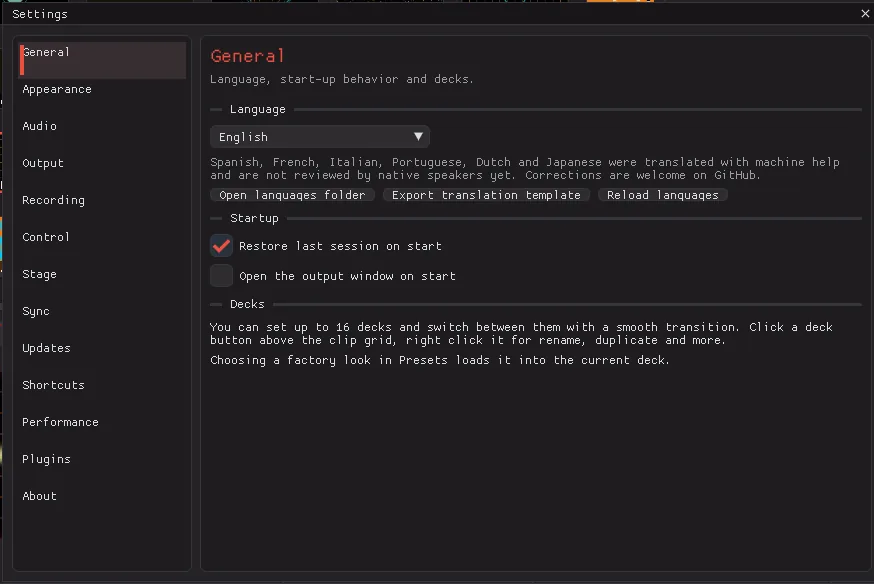 Settings
General
Appearance
Audio
Output
Recording
Control
Stage
Sync
Updates
Shortcuts
Performance
Plugins
About
General
Language, start-up behavior and decks.
Language
English
Spanish, French, Italian, Portuguese, Dutch and Japanese were translated with machine help
and are not reviewed by native speakers yet. Corrections are welcome on GitHub.
Open languages folder
Export translation template
Reload languages
Startup
Restore last session on start
Open the output window on start
Decks
You can set up to 16 decks and switch between them with a smooth transition. Click a deck
button above the clip grid, right click it for rename, duplicate and more.
Choosing a factory look in Presets loads it into the current deck.